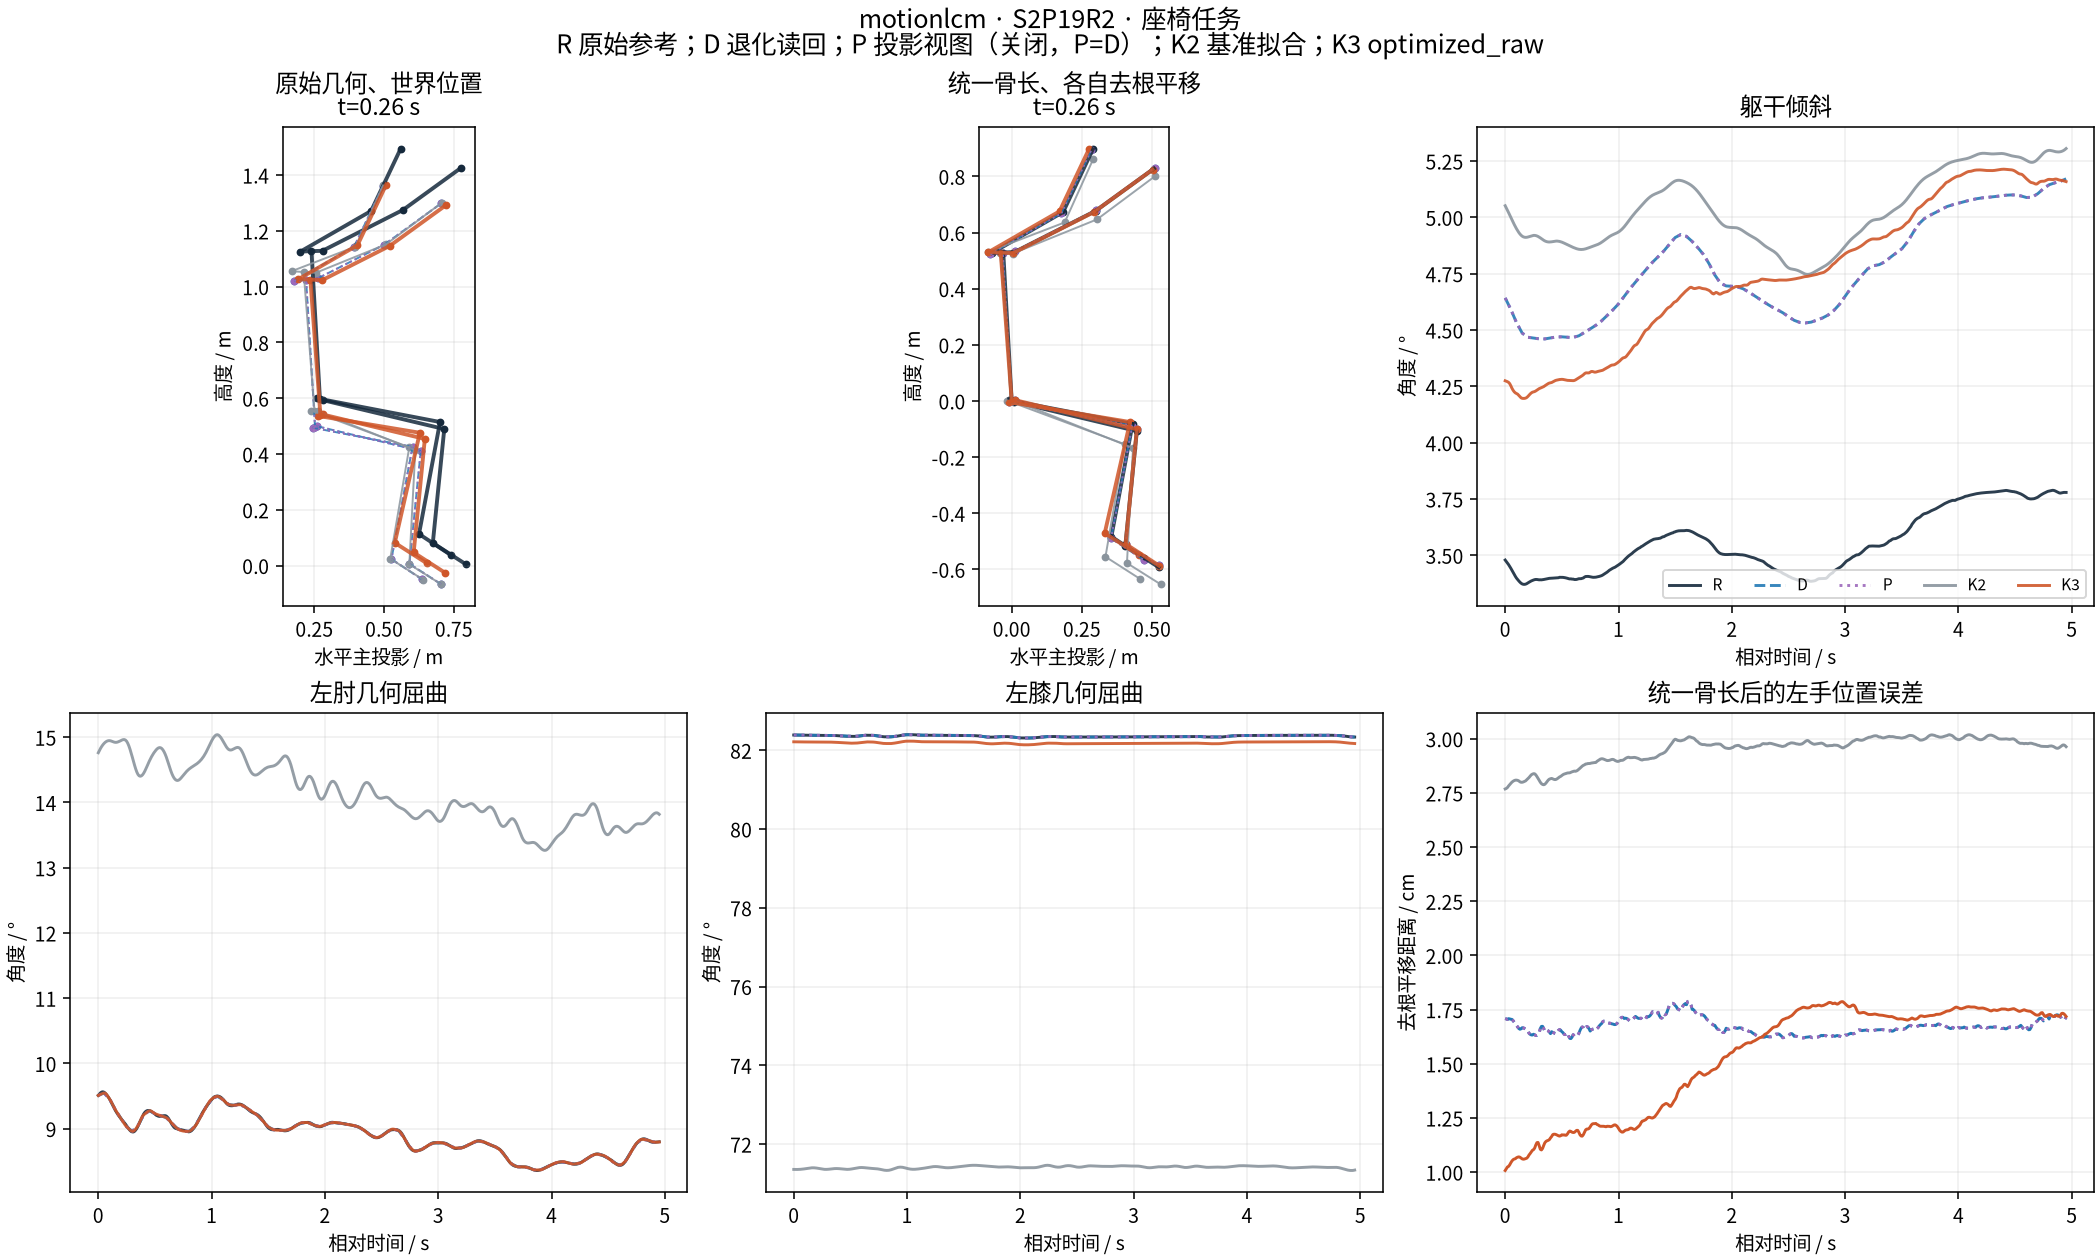 motionlcm · S2P19R2 · 座椅任务
R 原始参考；D 退化读回；P 投影视图（关闭，P=D）；K2 基准拟合；K3 optimized_raw
原始几何、世界位置
t=0.26 s
1.4
1.2
1.0
0.8
0.6
0.4
0.2
0.0
高度 / m
0.25
0.50
0.75
水平主投影 / m
统一骨长、各自去根平移
t=0.26 s
0.8
0.6
0.4
0.2
0.0
-0.2
-0.4
-0.6
高度 / m
0.00
0.25
0.50
水平主投影 / m
躯干倾斜
5.25
5.00
4.75
4.50
4.25
4.00
3.75
3.50
角度 / °
R
D
P
K2
K3
0
1
2
3
4
5
相对时间 / s
左肘几何屈曲
15
14
13
12
11
10
9
角度 / °
0
1
2
3
4
5
相对时间 / s
左膝几何屈曲
82
80
78
76
74
72
角度 / °
0
1
2
3
4
5
相对时间 / s
统一骨长后的左手位置误差
3.00
2.75
2.50
2.25
2.00
1.75
1.50
1.25
1.00
去根平移距离 / cm
0
1
2
3
4
5
相对时间 / s